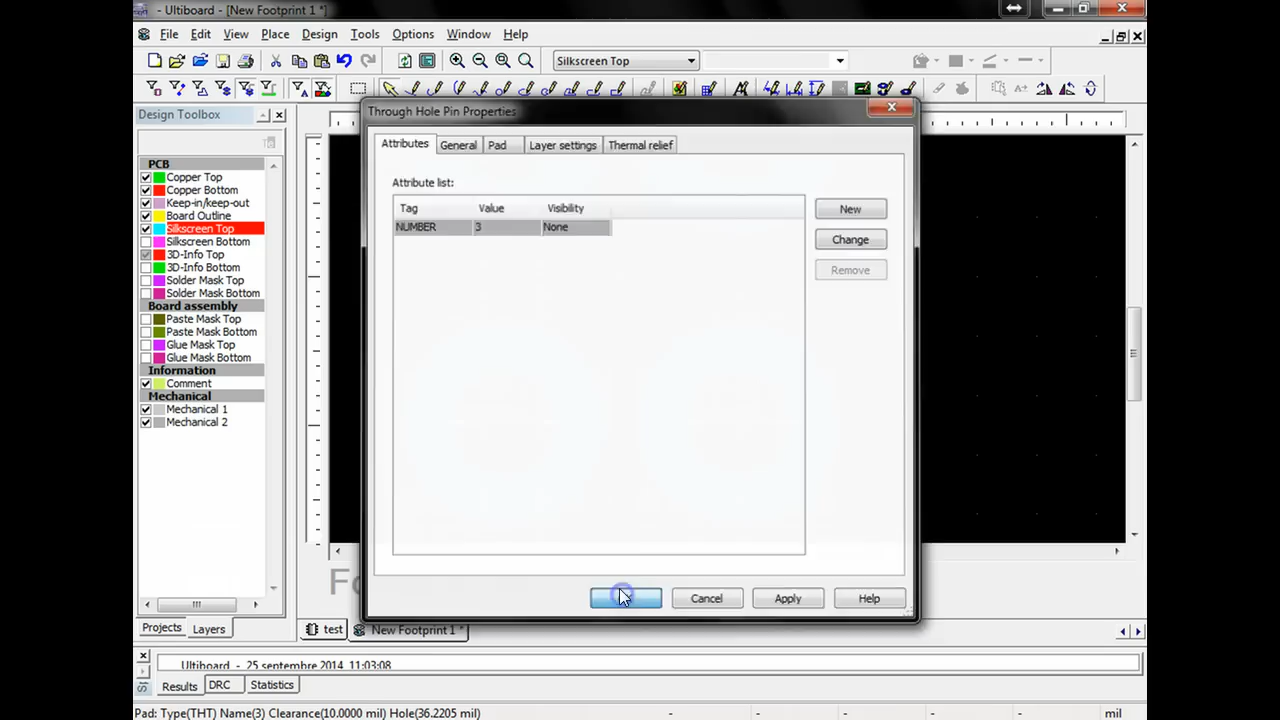 - Ultiboard - [New Footprint 1 *]
File Edit View Place Design Tools Options Window Help
Silkscreen Top
Design Toolbox
PCB
Copper Top
Copper Bottom
Keep-in/keep-out
Board Outline
Silkscreen Top
Silkscreen Bottom
3D-Info Top
3D-Info Bottom
Solder Mask Top
Solder Mask Bottom
Board assembly
Paste Mask Top
Paste Mask Bottom
Glue Mask Top
Glue Mask Bottom
Information
Comment
Mechanical
Mechanical 1
Mechanical 2
Projects Layers
Through Hole Pin Properties
Attributes General Pad Layer settings Thermal relief
Attribute list:
Tag Value Visibility
NUMBER 3 None
New
Change
Remove
Cancel Apply Help
test New Footprint 1 *
Ultiboard - 25 septembre 2014 11:03:08
Results DRC Statistics
Pad: Type(THT) Name(3) Clearance(10.0000 mil) Hole(36.2205 mil) - - - - mil